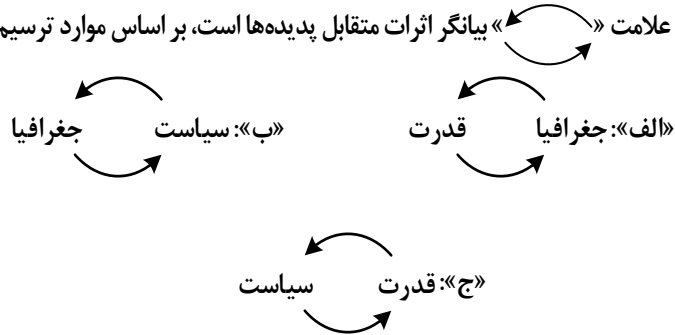 علامت « » بیانگر اثرات متقابل پدیده‌ها است، بر اساس موارد ترسیم
«الف»: جغرافیا قدرت «ب»: سیاست جغرافیا
«ج»: قدرت سیاست